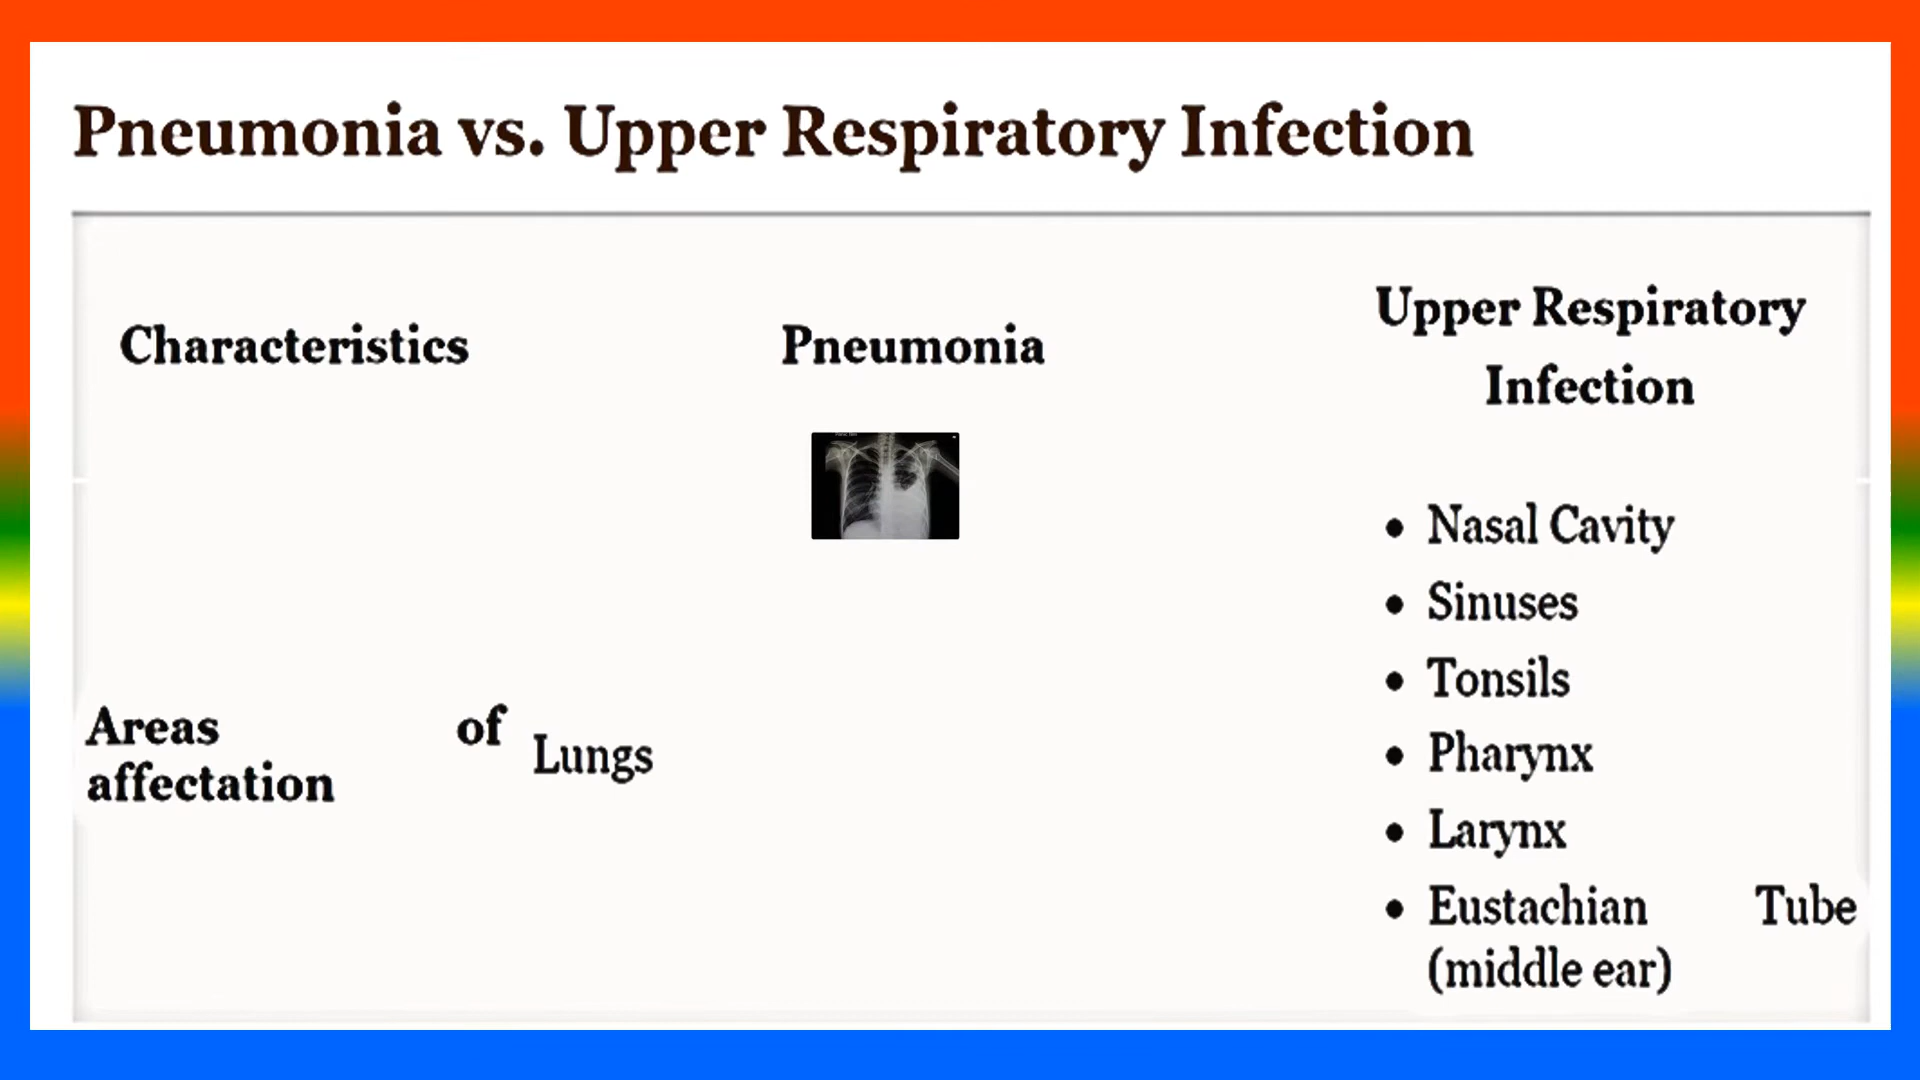 Pneumonia vs. Upper Respiratory Infection
Characteristics
Pneumonia
Upper Respiratory
Infection
Areas of
affectation
Lungs
• Nasal Cavity
• Sinuses
• Tonsils
• Pharynx
• Larynx
• Eustachian Tube
(middle ear)